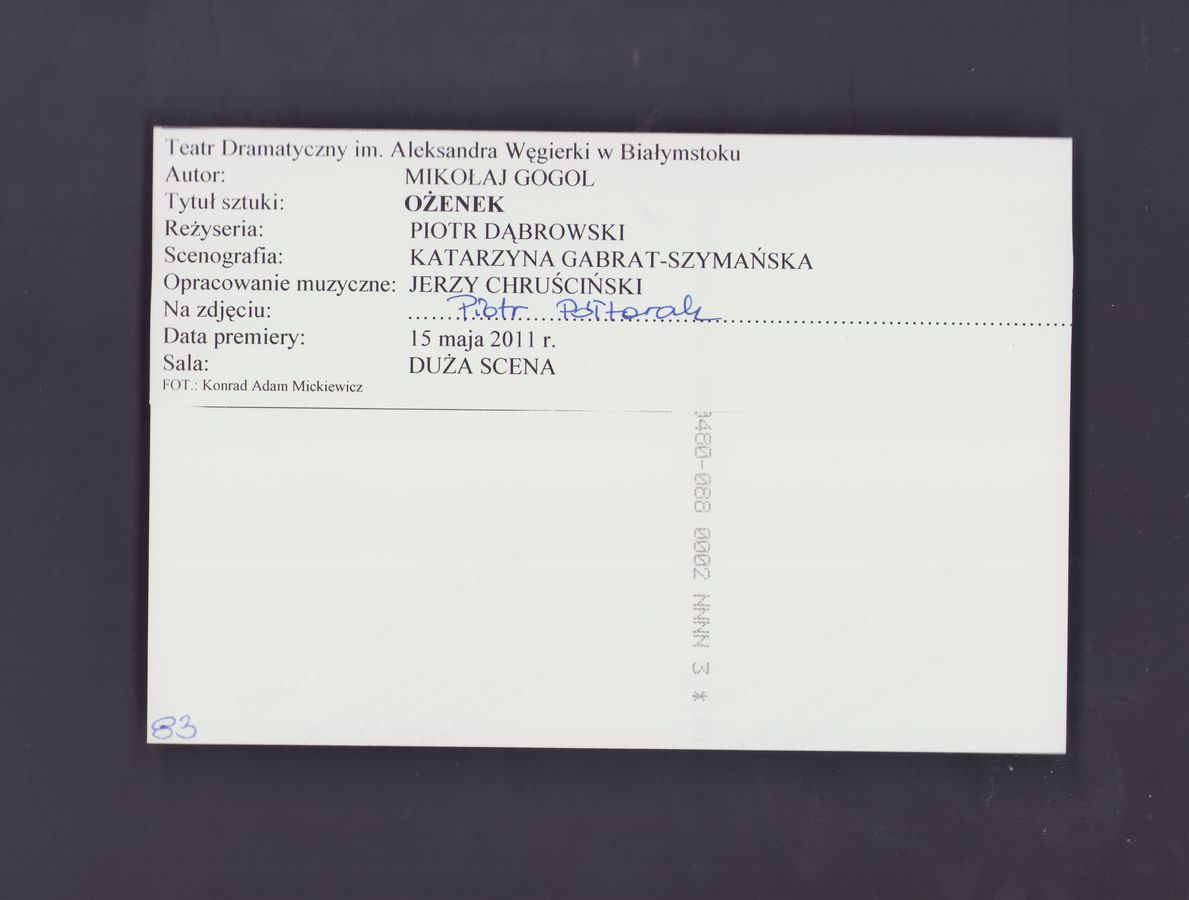 Teatr Dramatyczny im. Aleksandra Węgierki w Białymstoku
Autor: MIKOŁAJ GOGOL
Tytuł sztuki: OŻENEK
Reżyseria: PIOTR DĄBROWSKI
Scenografia: KATARZYNA GABRAT-SZYMAŃSKA
Opracowanie muzyczne: JERZY CHRUŚCIŃSKI
Na zdjęciu: Piotr Półtorak
Data premiery: 15 maja 2011 r.
Sala: DUŻA SCENA
FOT.: Konrad Adam Mickiewicz
480-088 0002 NNNN 3 *
83